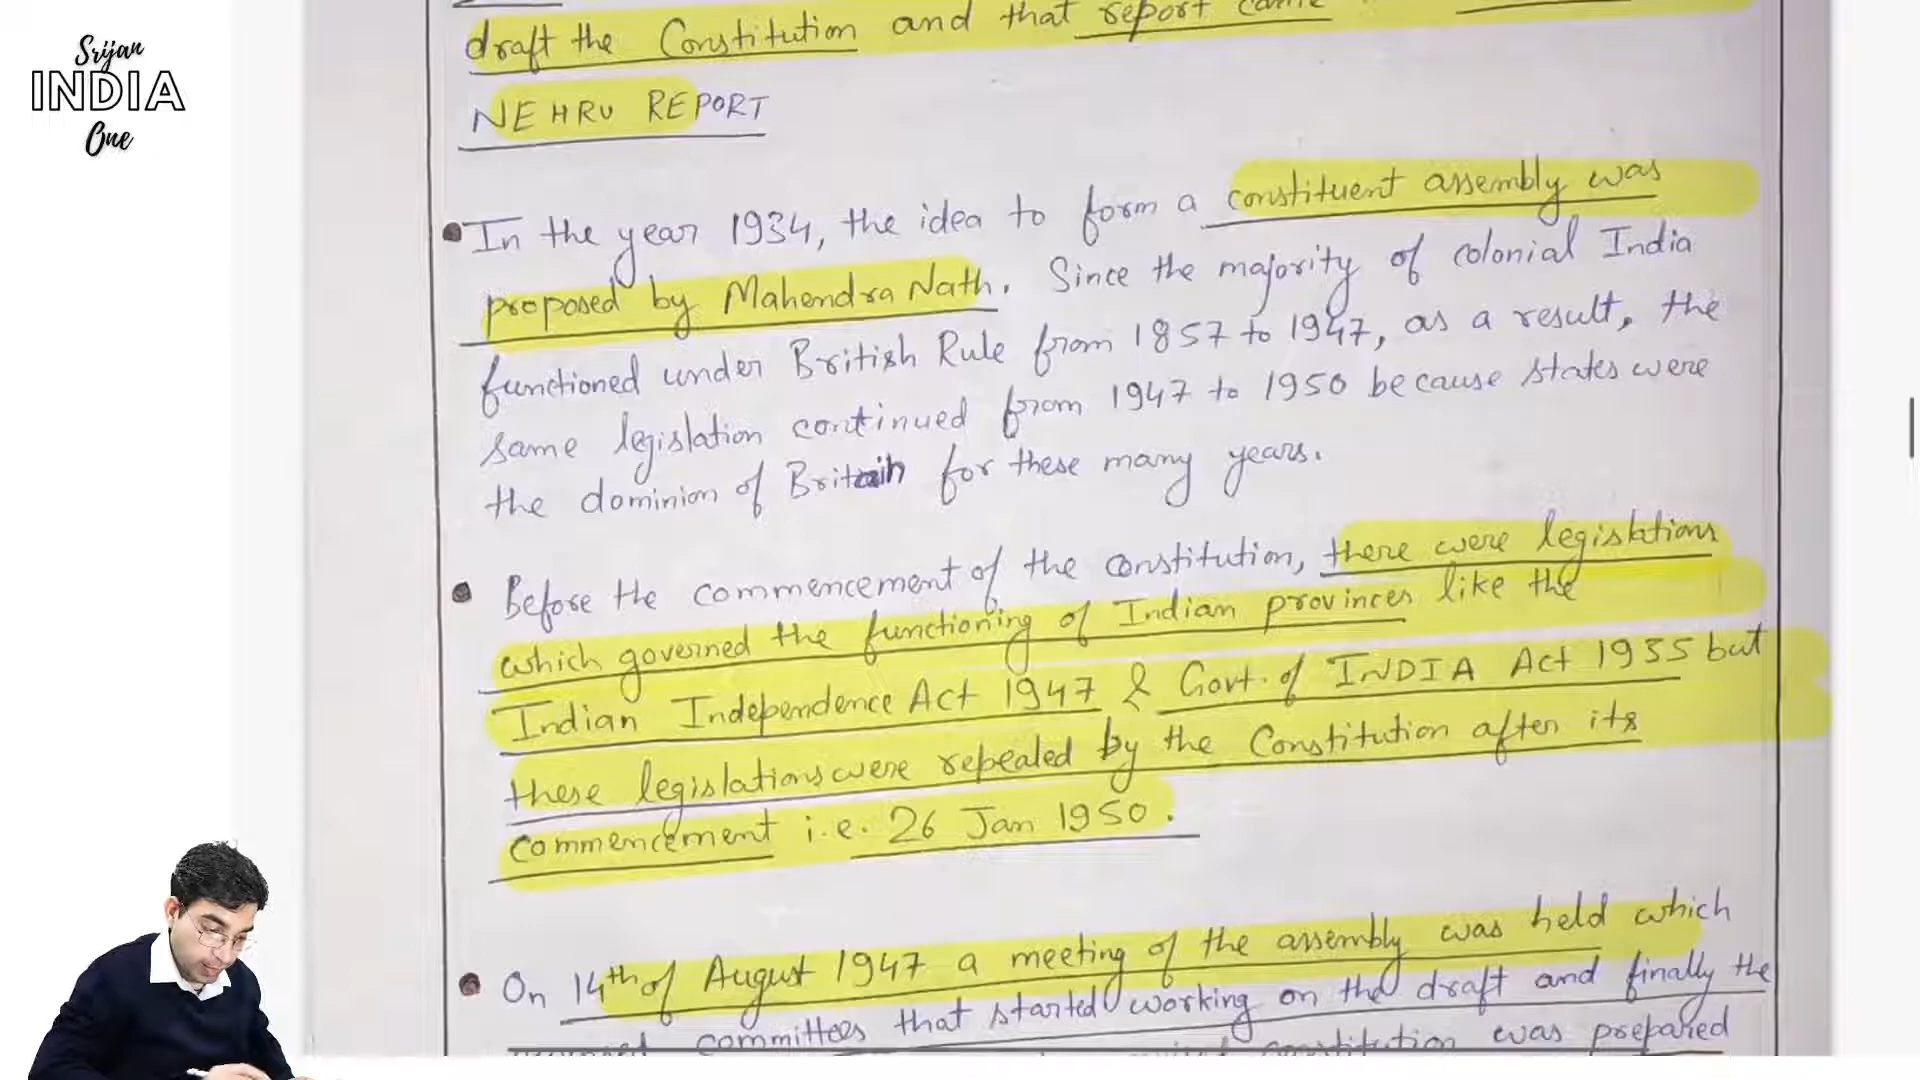 Srijan
INDIA
One
draft the Constitution and that report came
NEHRU REPORT
In the year 1934, the idea to form a constituent assembly was
proposed by Mahendra Nath. Since the majority of colonial India
functioned under British Rule from 1857 to 1947, as a result, the
same legislation continued from 1947 to 1950 because states were
the dominion of Britain for these many years.
Before the commencement of the constitution, there were legislations
which governed the functioning of Indian provinces like the
Indian Independence Act 1947 & Govt. of INDIA Act 1935 but
these legislations were repealed by the Constitution after its
commencement i.e. 26 Jan 1950.
On 14th of August 1947 a meeting of the assembly was held which
committees that started working on the draft and finally the
constitution was prepared